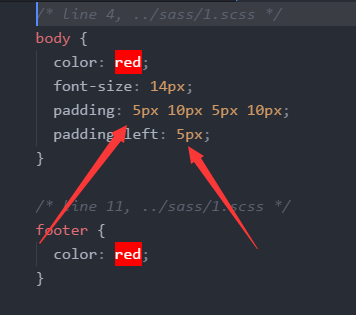 /* line 4, ../sass/1.scss */
body {
color: red;
font-size: 14px;
padding: 5px 10px 5px 10px;
padding-left: 5px;
}
/* line 11, ../sass/1.scss */
footer {
color: red;
}